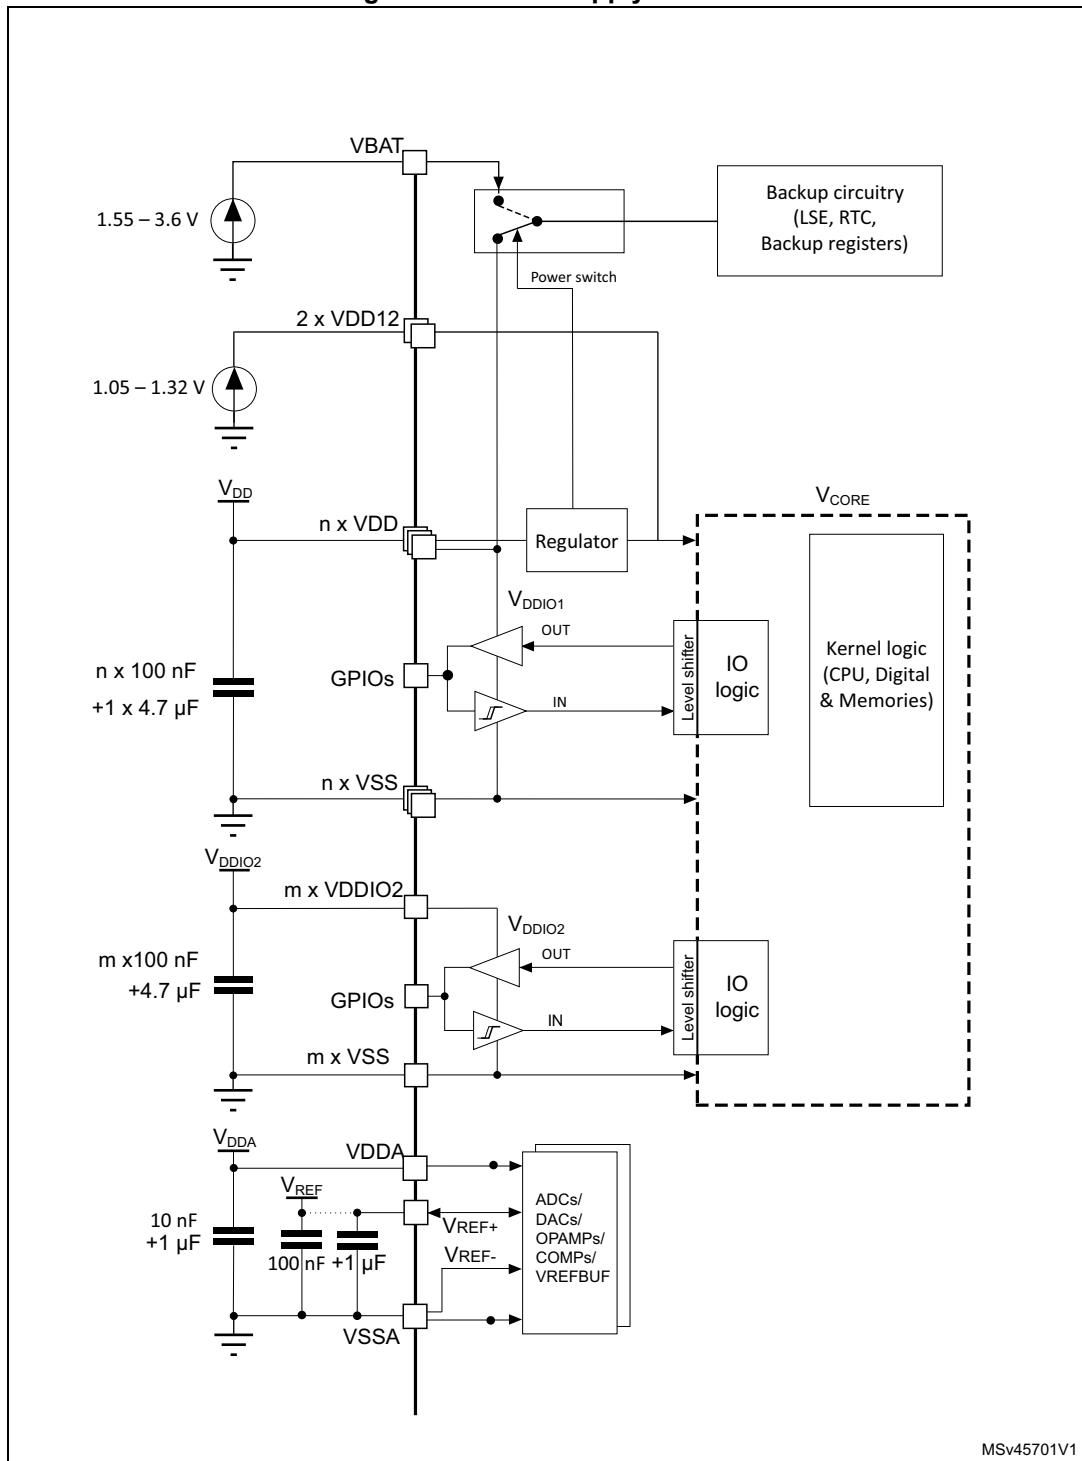 VBAT
1.55 – 3.6 V
Backup circuitry
(LSE, RTC,
Backup registers)
Power switch
2 x VDD12
1.05 – 1.32 V
VDD
n x VDD
Regulator
VCORE
VDDIO1
OUT
Level shifter
IO
logic
Kernel logic
(CPU, Digital
& Memories)
n x 100 nF
+1 x 4.7 µF
GPIOs
IN
n x VSS
VDDIO2
m x VDDIO2
VDDIO2
OUT
Level shifter
IO
logic
m x100 nF
+4.7 µF
GPIOs
IN
m x VSS
VDDA
VDDA
VREF
VREF+
VREF-
10 nF
+1 µF
100 nF
+1 µF
ADCs/
DACs/
OPAMPs/
COMPs/
VREFBUF
VSSA
MSv45701V1